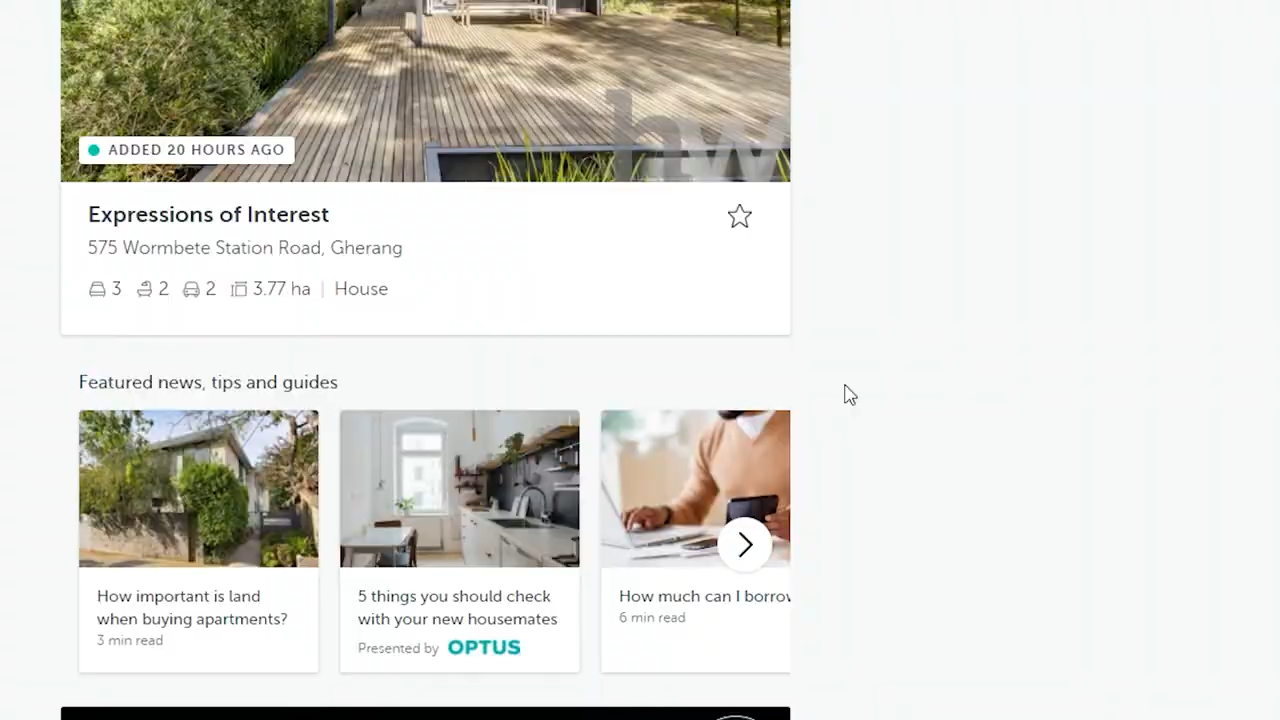 hw
ADDED 20 HOURS AGO
Expressions of Interest
575 Wormbete Station Road, Gherang
3 2 2 3.77 ha | House
Featured news, tips and guides
How important is land
when buying apartments?
3 min read
5 things you should check
with your new housemates
Presented by OPTUS
How much can I borrow
6 min read